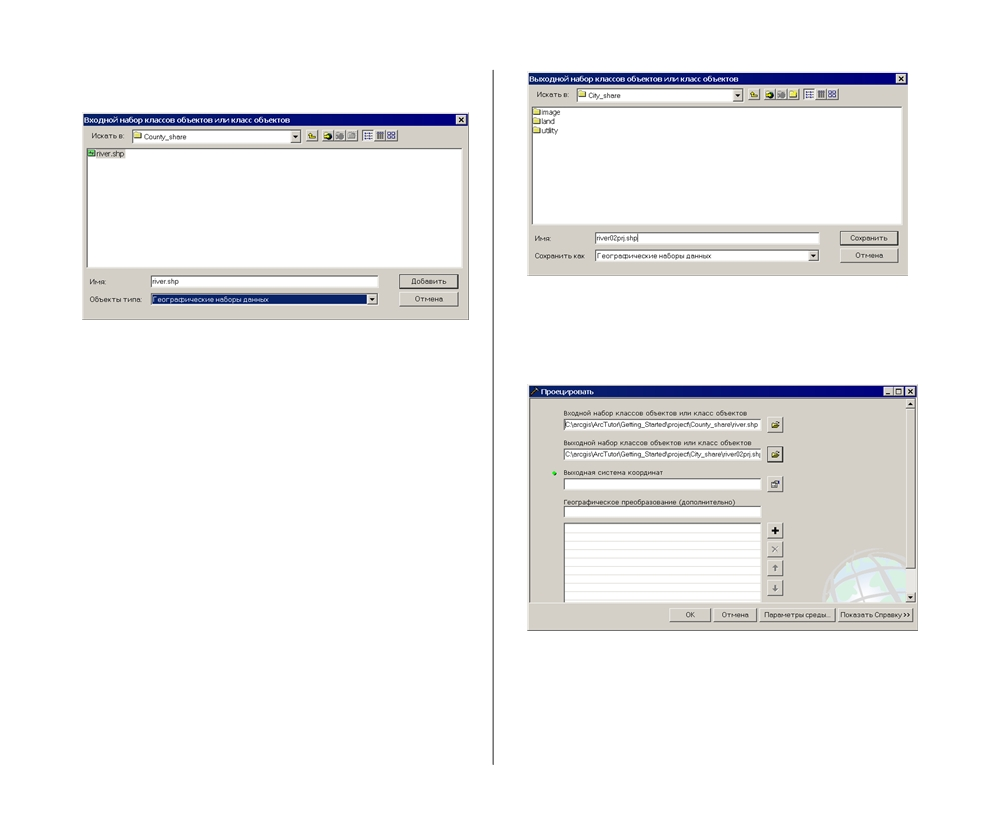 Входной набор классов объектов или класс объектов
Искать в: County_share
river.shp
Имя: river.shp Добавить
Объекты типа: Географические наборы данных Отмена
Выходной набор классов объектов или класс объектов
Искать в: City_share
image
land
utility
Имя: river02prj.shp Сохранить
Сохранить как Географические наборы данных Отмена
Проецировать
Входной набор классов объектов или класс объектов
C:\arcgis\ArcTutor\Getting_Started\project\County_share\river.shp
Выходной набор классов объектов или класс объектов
C:\arcgis\ArcTutor\Getting_Started\project\City_share\river02prj.shp
Выходная система координат
Географическое преобразование (дополнительно)
OK Отмена Параметры среды... Показать Справку >>